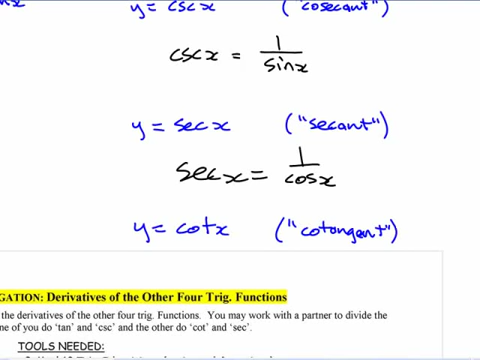 y = csc x ("cosecant")
csc x = 1/sin x
y = sec x ("secant")
sec x = 1/cos x
y = cot x ("cotangent")
GATION: Derivatives of the Other Four Trig. Functions
the derivatives of the other four trig. Functions. You may work with a partner to divide the
ne of you do ‘tan’ and ‘csc’ and the other do ‘cot’ and ‘sec’.
TOOLS NEEDED: